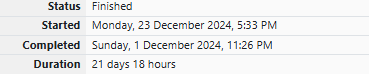 Status Finished
Started Monday, 23 December 2024, 5:33 PM
Completed Sunday, 1 December 2024, 11:26 PM
Duration 21 days 18 hours